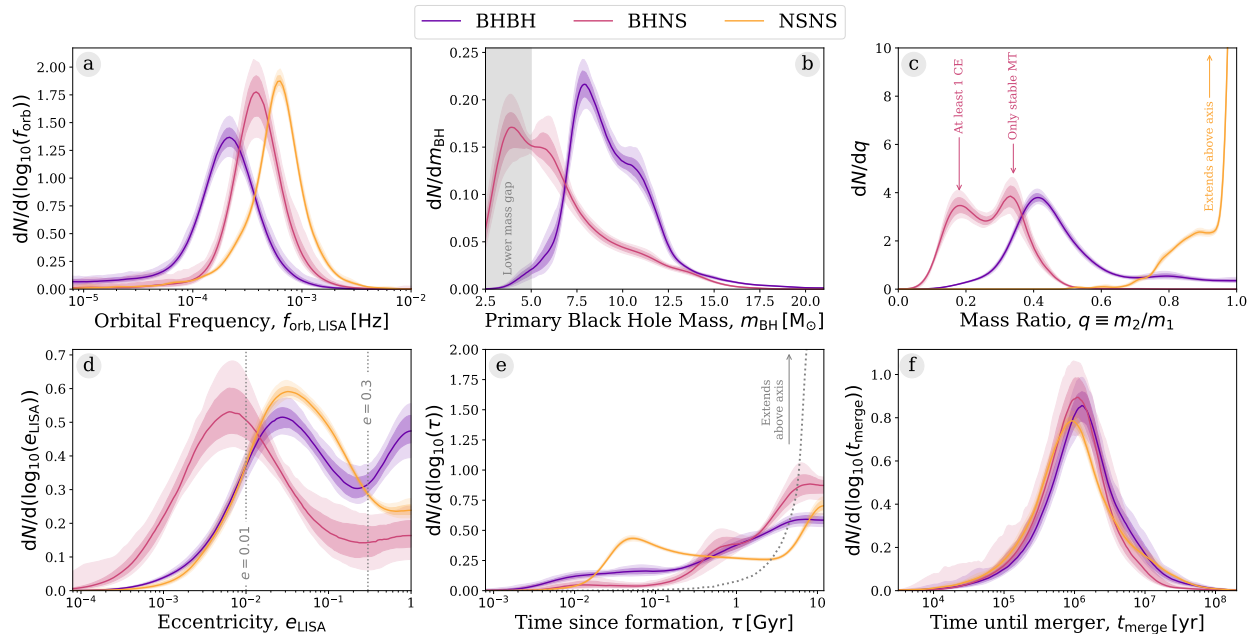 BHBH BHNS NSNS
a
dN/d(log₁₀(f_orb))
2.00
1.75
1.50
1.25
1.00
0.75
0.50
0.25
0.00
10⁻⁵ 10⁻⁴ 10⁻³ 10⁻²
Orbital Frequency, f_orb, LISA [Hz]
b
dN/dm_BH
0.25
0.20
0.15
0.10
0.05
0.00
Lower mass gap
2.5 5.0 7.5 10.0 12.5 15.0 17.5 20.0
Primary Black Hole Mass, m_BH [M_⊙]
c
dN/dq
10
8
6
4
2
0
At least 1 CE
Only stable MT
Extends above axis
0.0 0.2 0.4 0.6 0.8 1.0
Mass Ratio, q ≡ m₂/m₁
d
dN/d(log₁₀(e_LISA))
0.7
0.6
0.5
0.4
0.3
0.2
0.1
0.0
e = 0.01
e = 0.3
10⁻⁴ 10⁻³ 10⁻² 10⁻¹ 1
Eccentricity, e_LISA
e
dN/d(log₁₀(τ))
2.00
1.75
1.50
1.25
1.00
0.75
0.50
0.25
0.00
Extends
above axis
10⁻³ 10⁻² 10⁻¹ 1 10
Time since formation, τ [Gyr]
f
dN/d(log₁₀(t_merge))
1.0
0.8
0.6
0.4
0.2
0.0
10⁴ 10⁵ 10⁶ 10⁷ 10⁸
Time until merger, t_merge [yr]